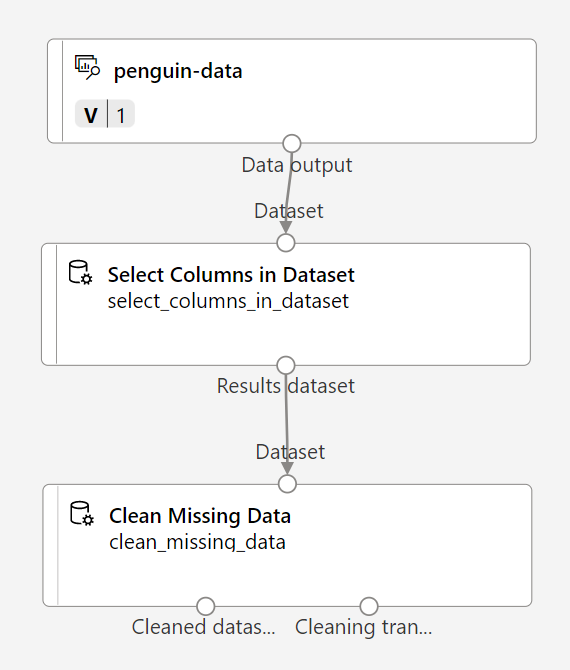 penguin-data
V 1
Data output
Dataset
Select Columns in Dataset
select_columns_in_dataset
Results dataset
Dataset
Clean Missing Data
clean_missing_data
Cleaned datas... Cleaning tran...